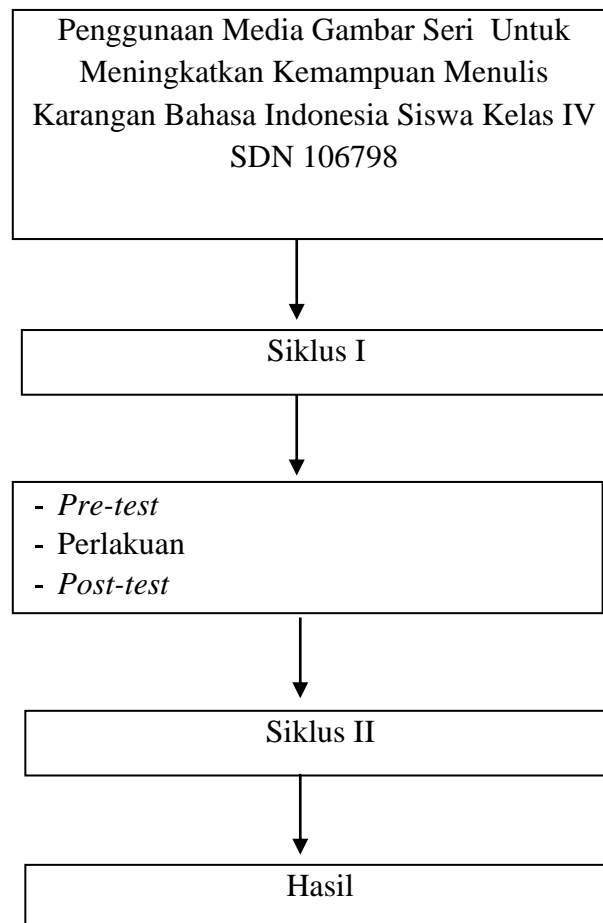 Penggunaan Media Gambar Seri  Untuk
Meningkatkan Kemampuan Menulis
Karangan Bahasa Indonesia Siswa Kelas IV
SDN 106798
Siklus I
- Pre-test
- Perlakuan
- Post-test
Siklus II
Hasil